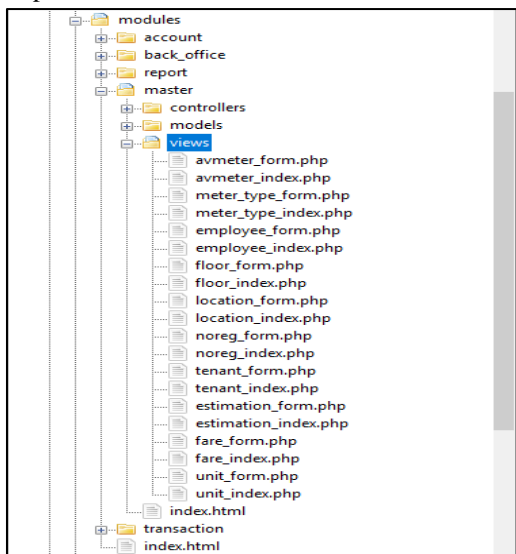 modules
account
back_office
report
master
controllers
models
views
avmeter_form.php
avmeter_index.php
meter_type_form.php
meter_type_index.php
employee_form.php
employee_index.php
floor_form.php
floor_index.php
location_form.php
location_index.php
noreg_form.php
noreg_index.php
tenant_form.php
tenant_index.php
estimation_form.php
estimation_index.php
fare_form.php
fare_index.php
unit_form.php
unit_index.php
index.html
transaction
index.html